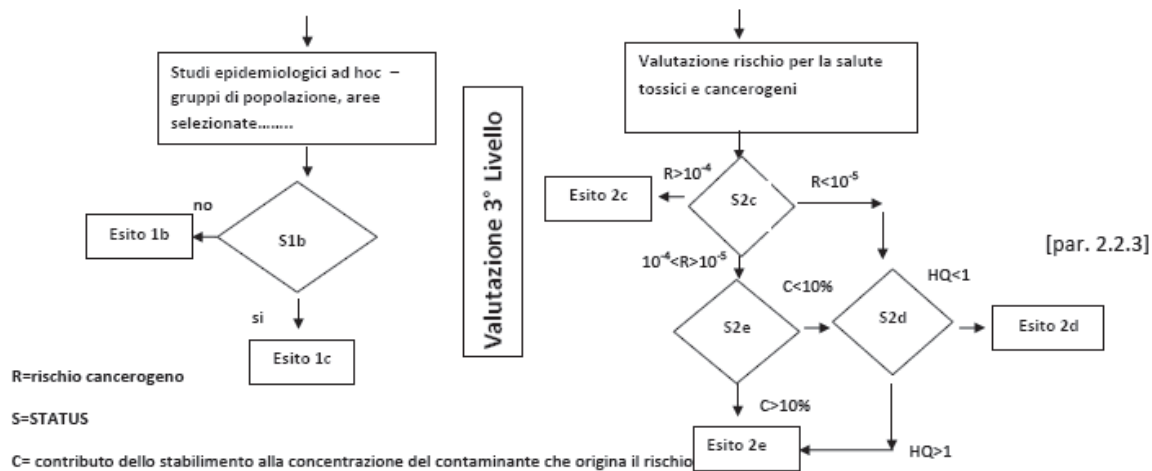 Studi epidemiologici ad hoc –
gruppi di popolazione, aree
selezionate........
no
Esito 1b
S1b
si
Esito 1c
Valutazione 3° Livello
Valutazione rischio per la salute
tossici e cancerogeni
R>10-4
R<10-5
Esito 2c
S2c
10-4<R>10-5
[par. 2.2.3]
C<10%
HQ<1
S2e
S2d
Esito 2d
C>10%
Esito 2e
HQ>1
R=rischio cancerogeno
S=STATUS
C= contributo dello stabilimento alla concentrazione del contaminante che origina il rischio